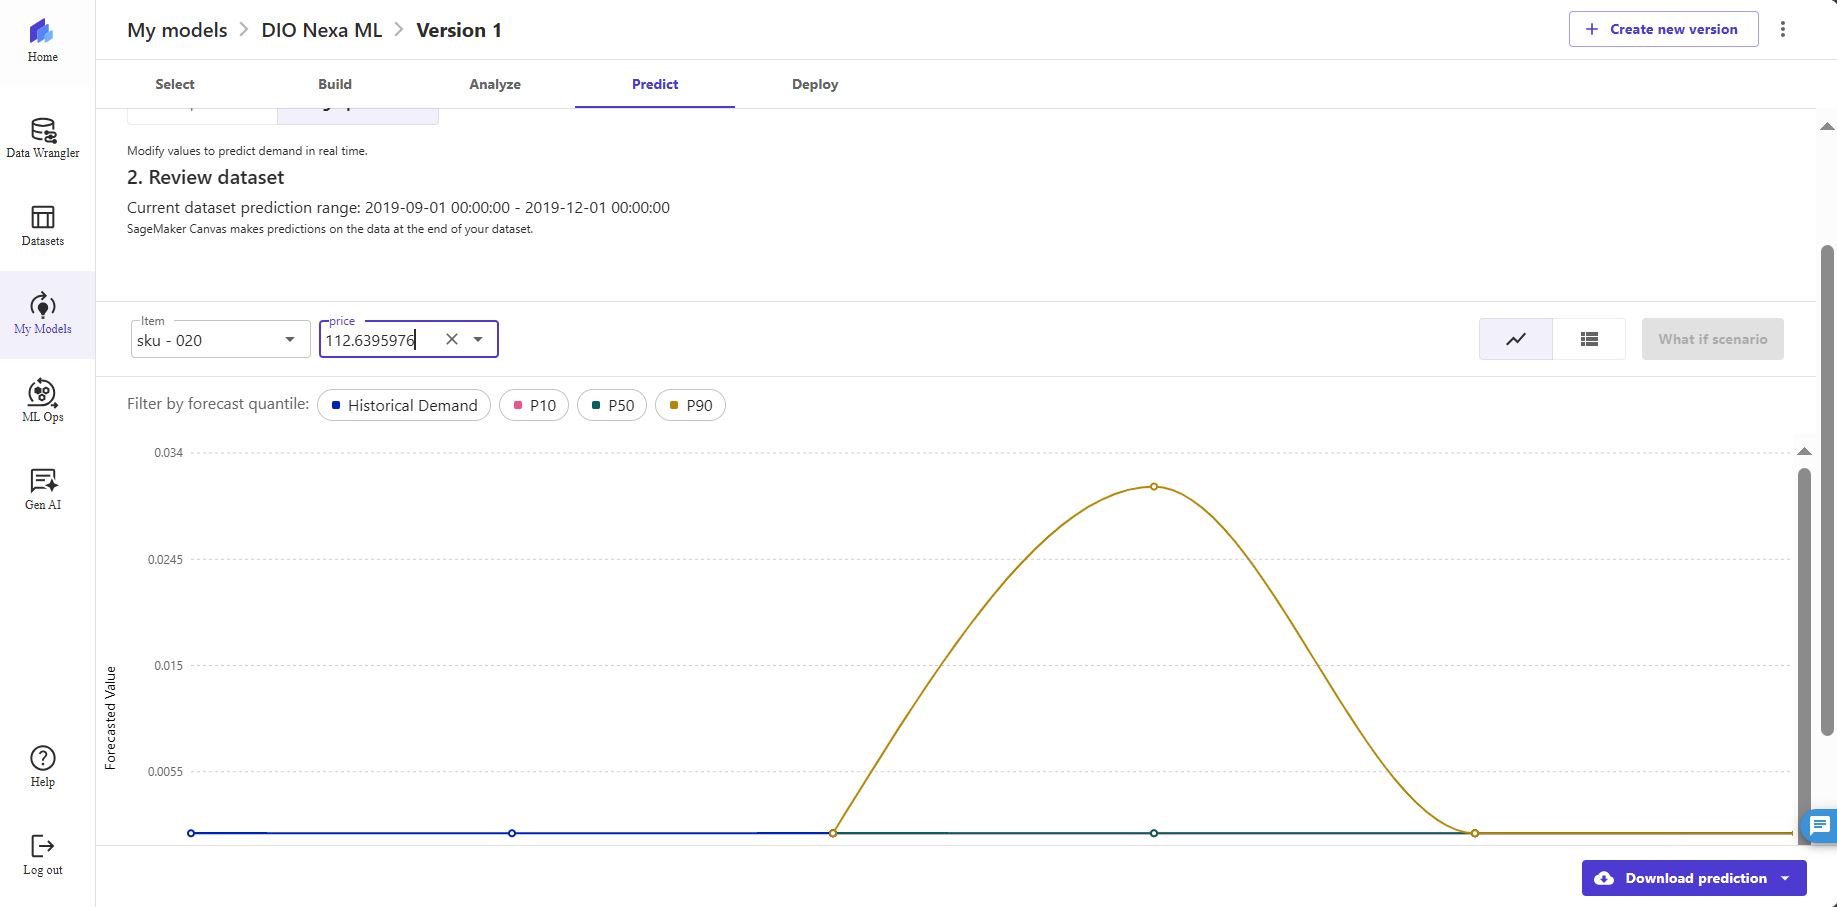 Home
Data Wrangler
Datasets
My Models
ML Ops
Gen AI
Help
Log out
My models > DIO Nexa ML > Version 1
+ Create new version
Select Build Analyze Predict Deploy
Modify values to predict demand in real time.
2. Review dataset
Current dataset prediction range: 2019-09-01 00:00:00 - 2019-12-01 00:00:00
SageMaker Canvas makes predictions on the data at the end of your dataset.
Item
sku - 020
price
112.6395976
What if scenario
Filter by forecast quantile: Historical Demand P10 P50 P90
0.034
0.0245
0.015
0.0055
Forecasted Value
Download prediction